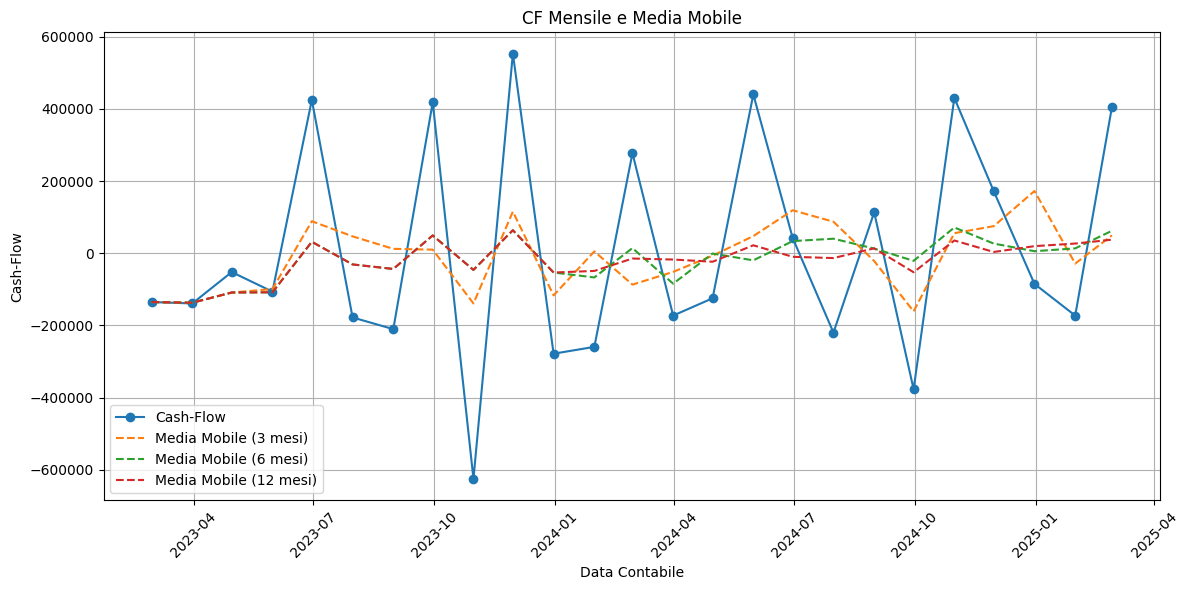 CF Mensile e Media Mobile
Cash-Flow
600000
400000
200000
0
−200000
−400000
−600000
Cash-Flow
Media Mobile (3 mesi)
Media Mobile (6 mesi)
Media Mobile (12 mesi)
2023-04
2023-07
2023-10
2024-01
2024-04
2024-07
2024-10
2025-01
2025-04
Data Contabile